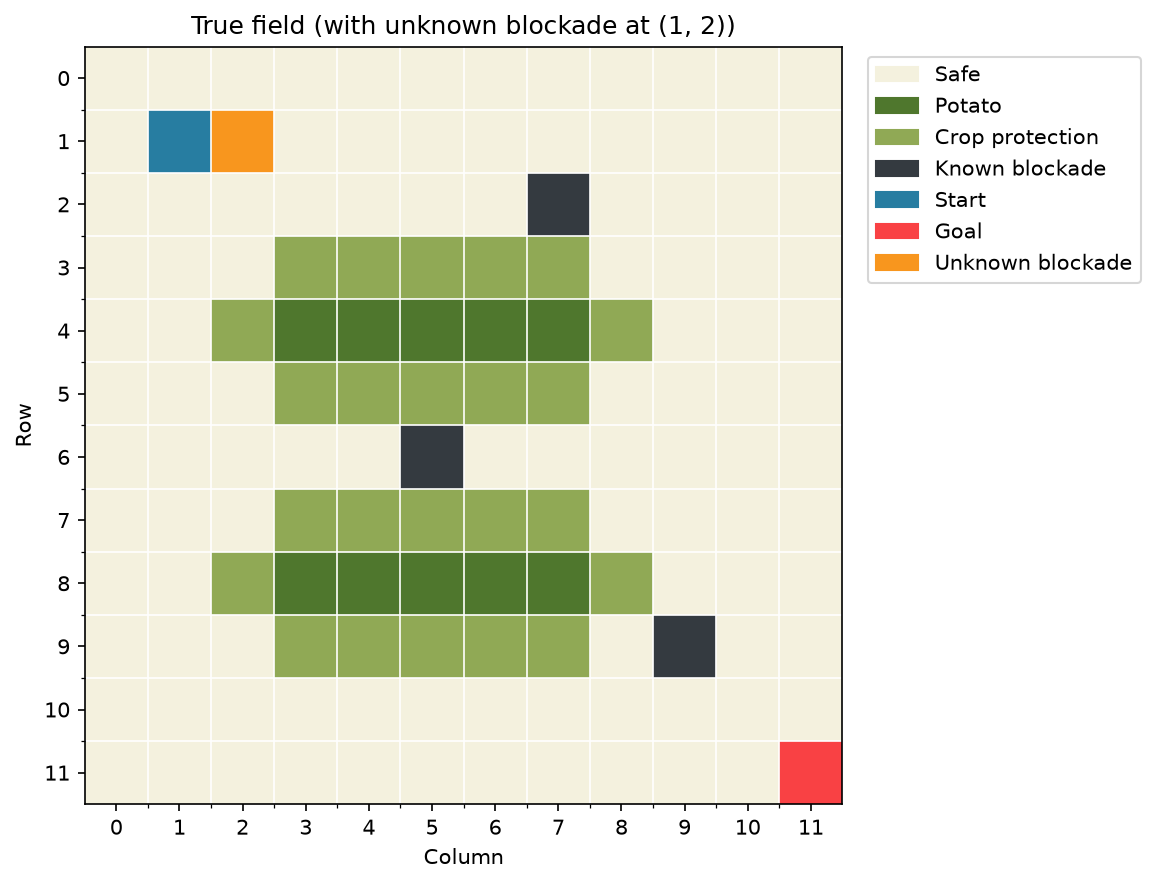 True field (with unknown blockade at (1, 2))
Safe
Potato
Crop protection
Known blockade
Start
Goal
Unknown blockade
Row
0
1
2
3
4
5
6
7
8
9
10
11
0 1 2 3 4 5 6 7 8 9 10 11
Column